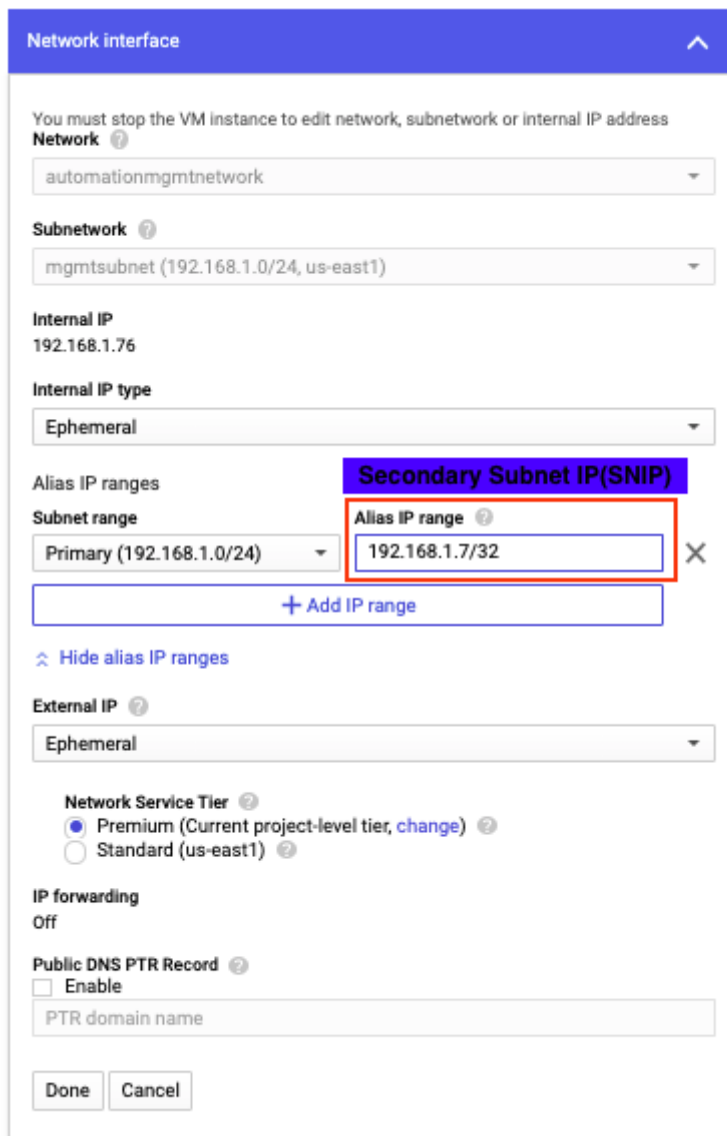 Network interface
You must stop the VM instance to edit network, subnetwork or internal IP address
Network
automationmgmtnetwork
Subnetwork
mgmtsubnet (192.168.1.0/24, us-east1)
Internal IP
192.168.1.76
Internal IP type
Ephemeral
Alias IP ranges
Secondary Subnet IP(SNIP)
Subnet range
Alias IP range
Primary (192.168.1.0/24)
192.168.1.7/32
+ Add IP range
Hide alias IP ranges
External IP
Ephemeral
Network Service Tier
Premium (Current project-level tier, change)
Standard (us-east1)
IP forwarding
Off
Public DNS PTR Record
Enable
PTR domain name
Done
Cancel